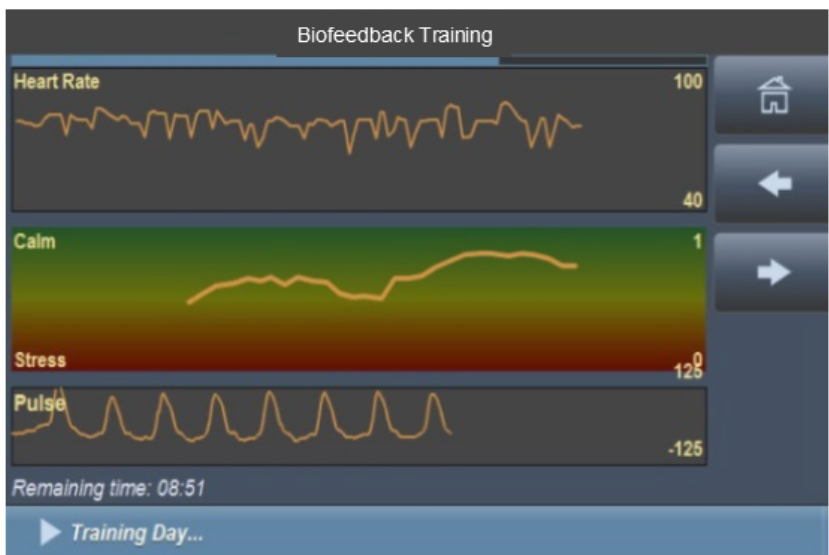 Biofeedback Training
Heart Rate
100
40
Calm
1
Stress
0
125
Pulse
-125
Remaining time: 08:51
Training Day...